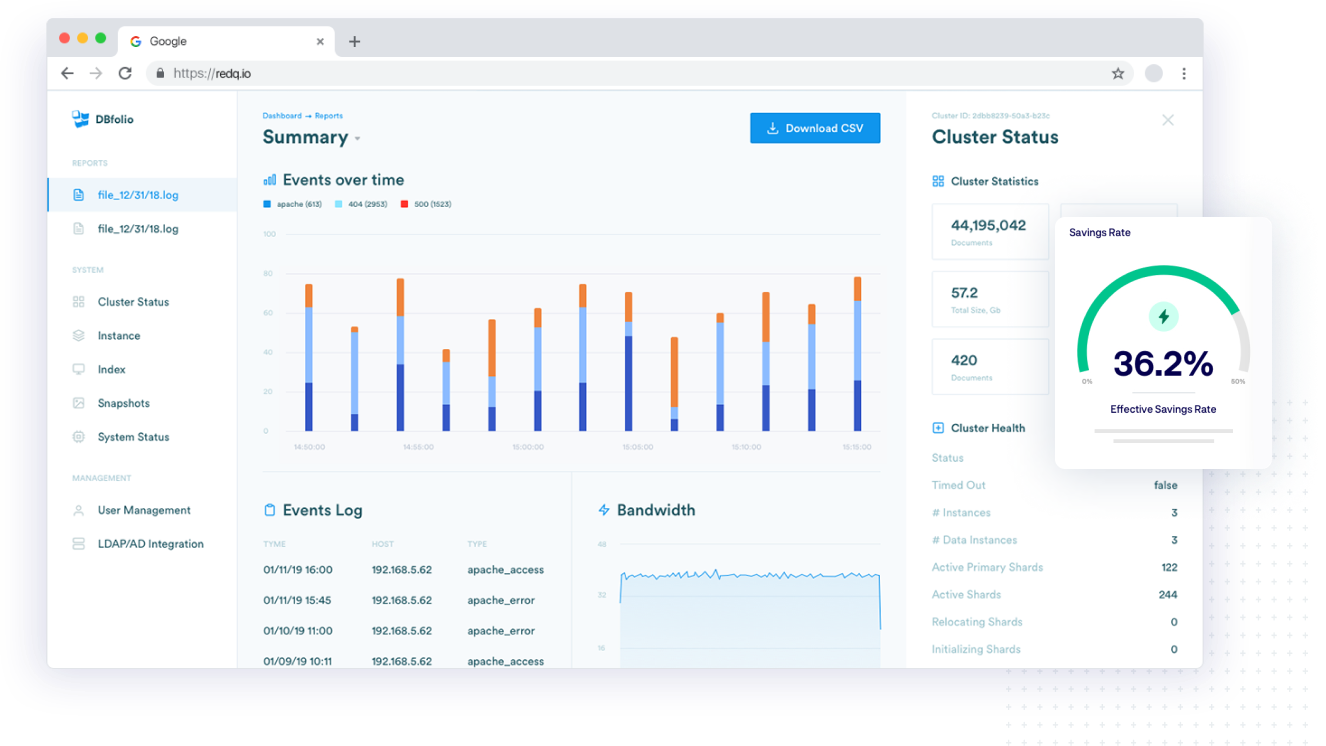 Google
https://redq.io
DBfolio
REPORTS
file_12/31/18.log
file_12/31/18.log
SYSTEM
Cluster Status
Instance
Index
Snapshots
System Status
MANAGEMENT
User Management
LDAP/AD Integration
Dashboard → Reports
Summary
Download CSV
Events over time
apache (613) 404 (2953) 500 (1523)
100
80
60
40
20
0
14:50:00 14:55:00 15:00:00 15:05:00 15:10:00 15:15:00
Events Log
TYME HOST TYPE
01/11/19 16:00 192.168.5.62 apache_access
01/11/19 15:45 192.168.5.62 apache_error
01/10/19 11:00 192.168.5.62 apache_error
01/09/19 10:11 192.168.5.62 apache_access
Bandwidth
48
32
16
Cluster ID: 2dbb8239-50a3-b23c
Cluster Status
Cluster Statistics
44,195,042
Documents
57.2
Total Size, Gb
420
Documents
Cluster Health
Status
Timed Out false
# Instances 3
# Data Instances 3
Active Primary Shards 122
Active Shards 244
Relocating Shards 0
Initializing Shards 0
Savings Rate
36.2%
0% 60%
Effective Savings Rate